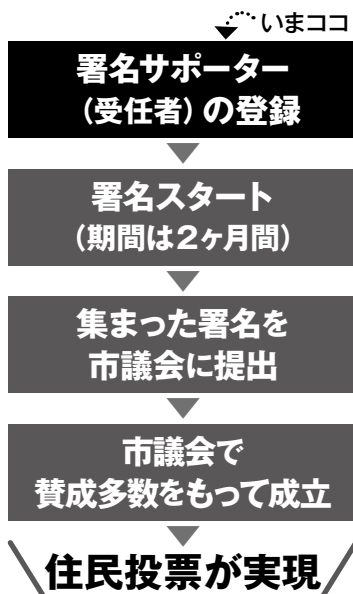 いまココ
署名サポーター
(受任者)の登録
署名スタート
(期間は2ヶ月間)
集まった署名を
市議会に提出
市議会で
賛成多数をもって成立
住民投票が実現